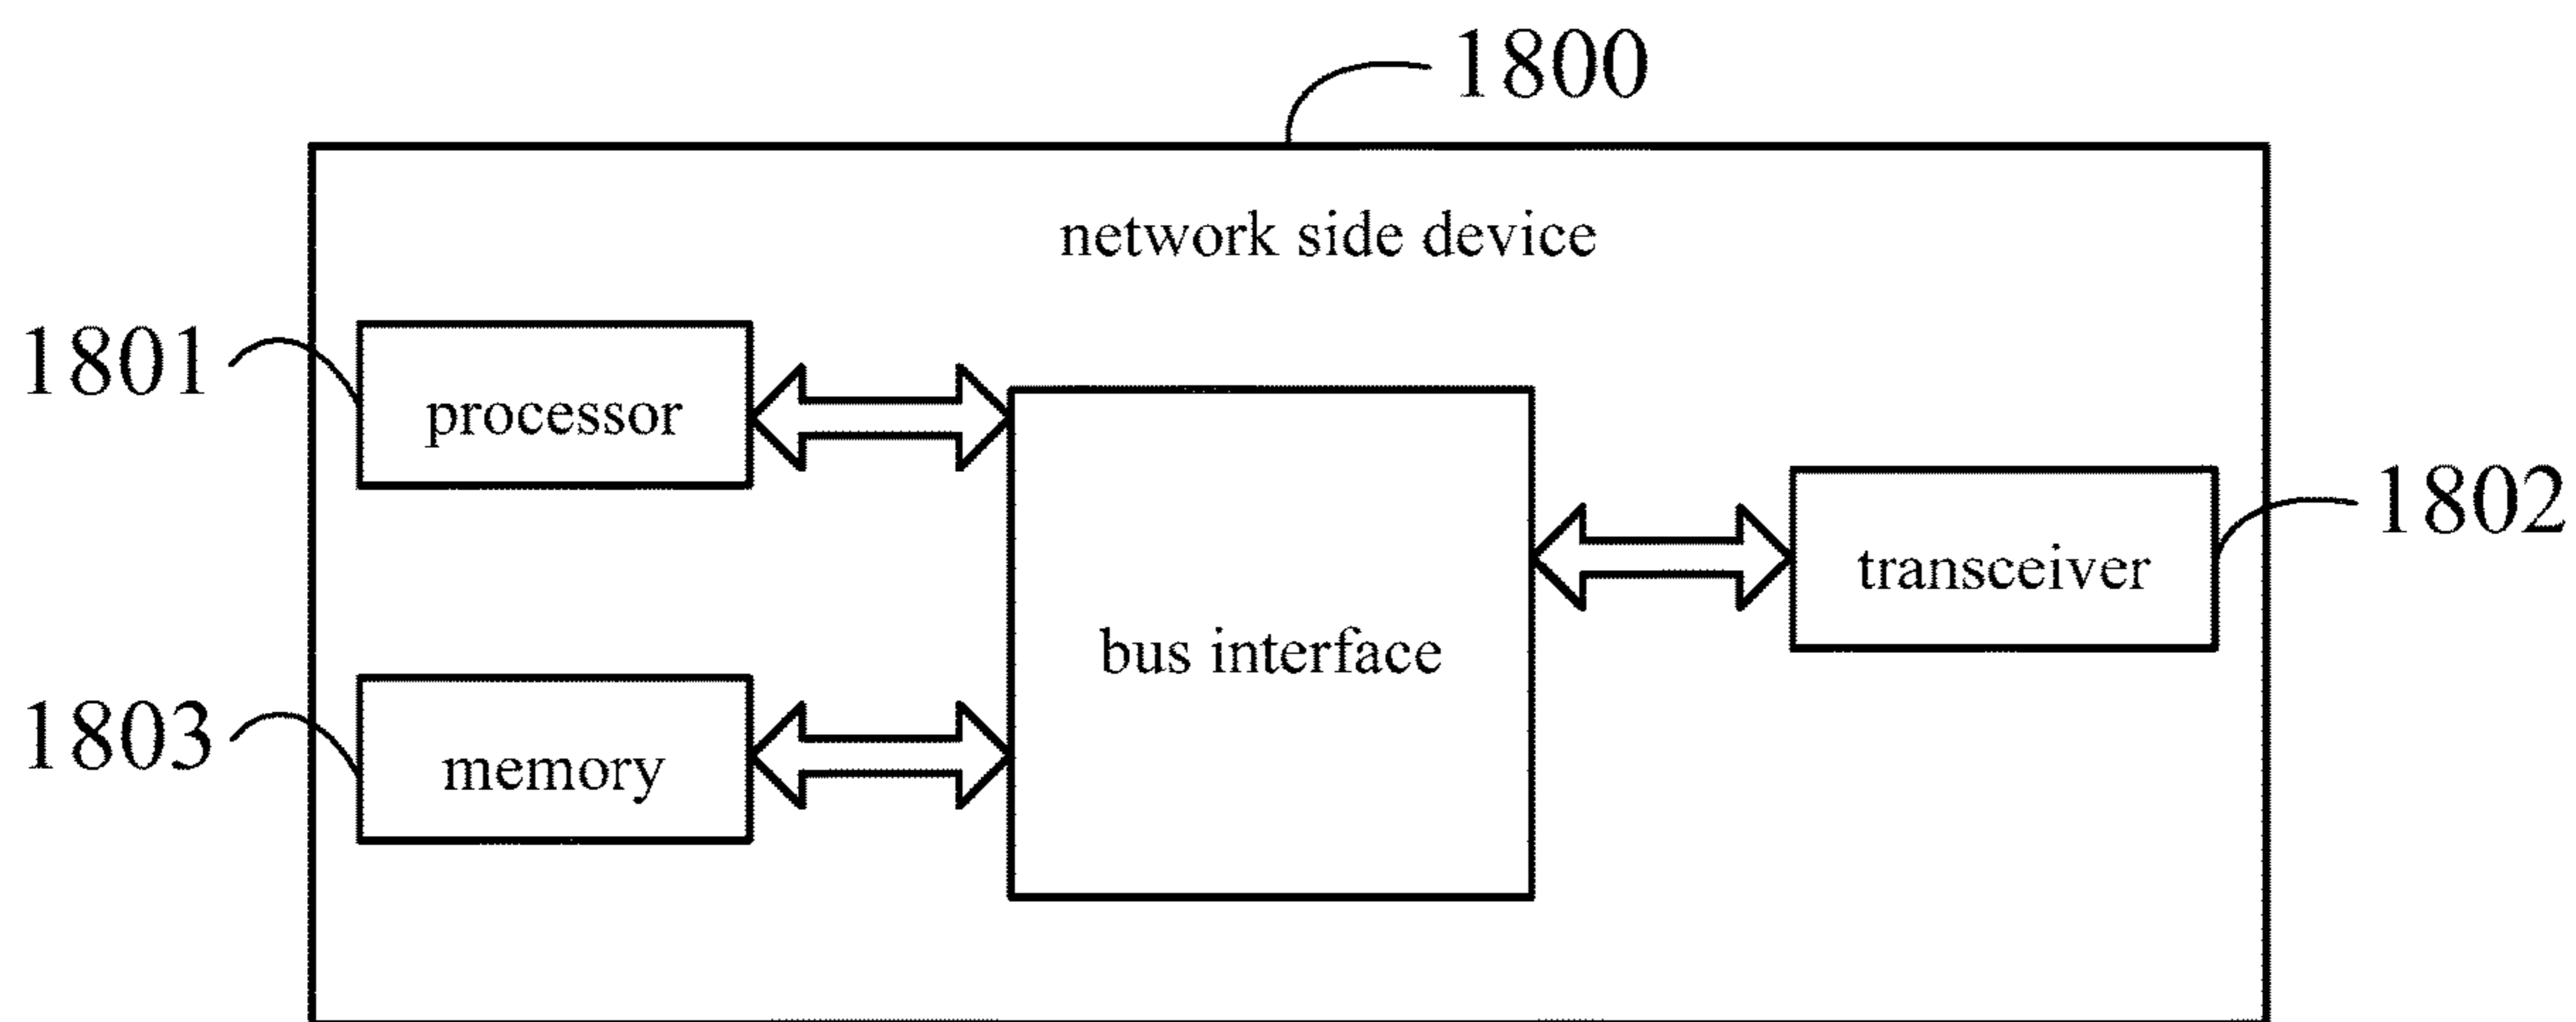 1800
network side device
1801
processor
1802
transceiver
bus interface
1803
memory